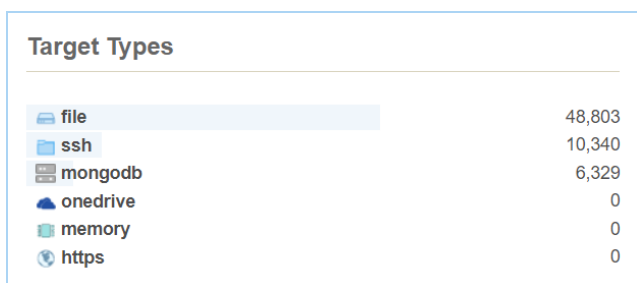 Target Types
file 48,803
ssh 10,340
mongodb 6,329
onedrive 0
memory 0
https 0